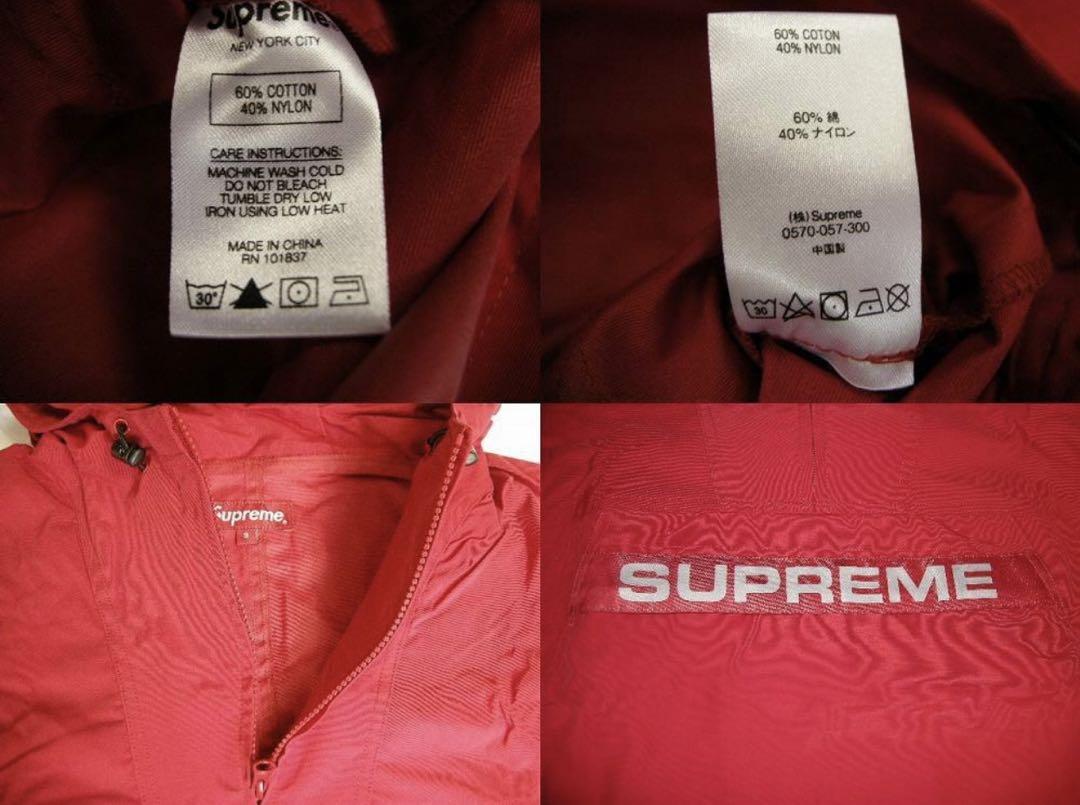 Supreme.
NEW YORK CITY
60% COTTON
40% NYLON
CARE INSTRUCTIONS:
MACHINE WASH COLD
DO NOT BLEACH
TUMBLE DRY LOW
IRON USING LOW HEAT
MADE IN CHINA
RN 101837
30°
60% COTON
40% NYLON
60% 綿
40% ナイロン
(株) Supreme
0570-057-300
中国製
30
Supreme.
S
SUPREME